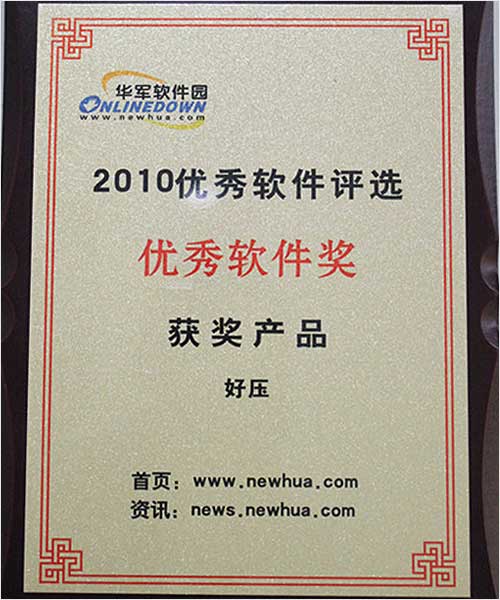 华军软件园
ONLINEDOWN
www.newhua.com
2010优秀软件评选
优秀软件奖
获奖产品
好压
首页：www.newhua.com
资讯：news.newhua.com